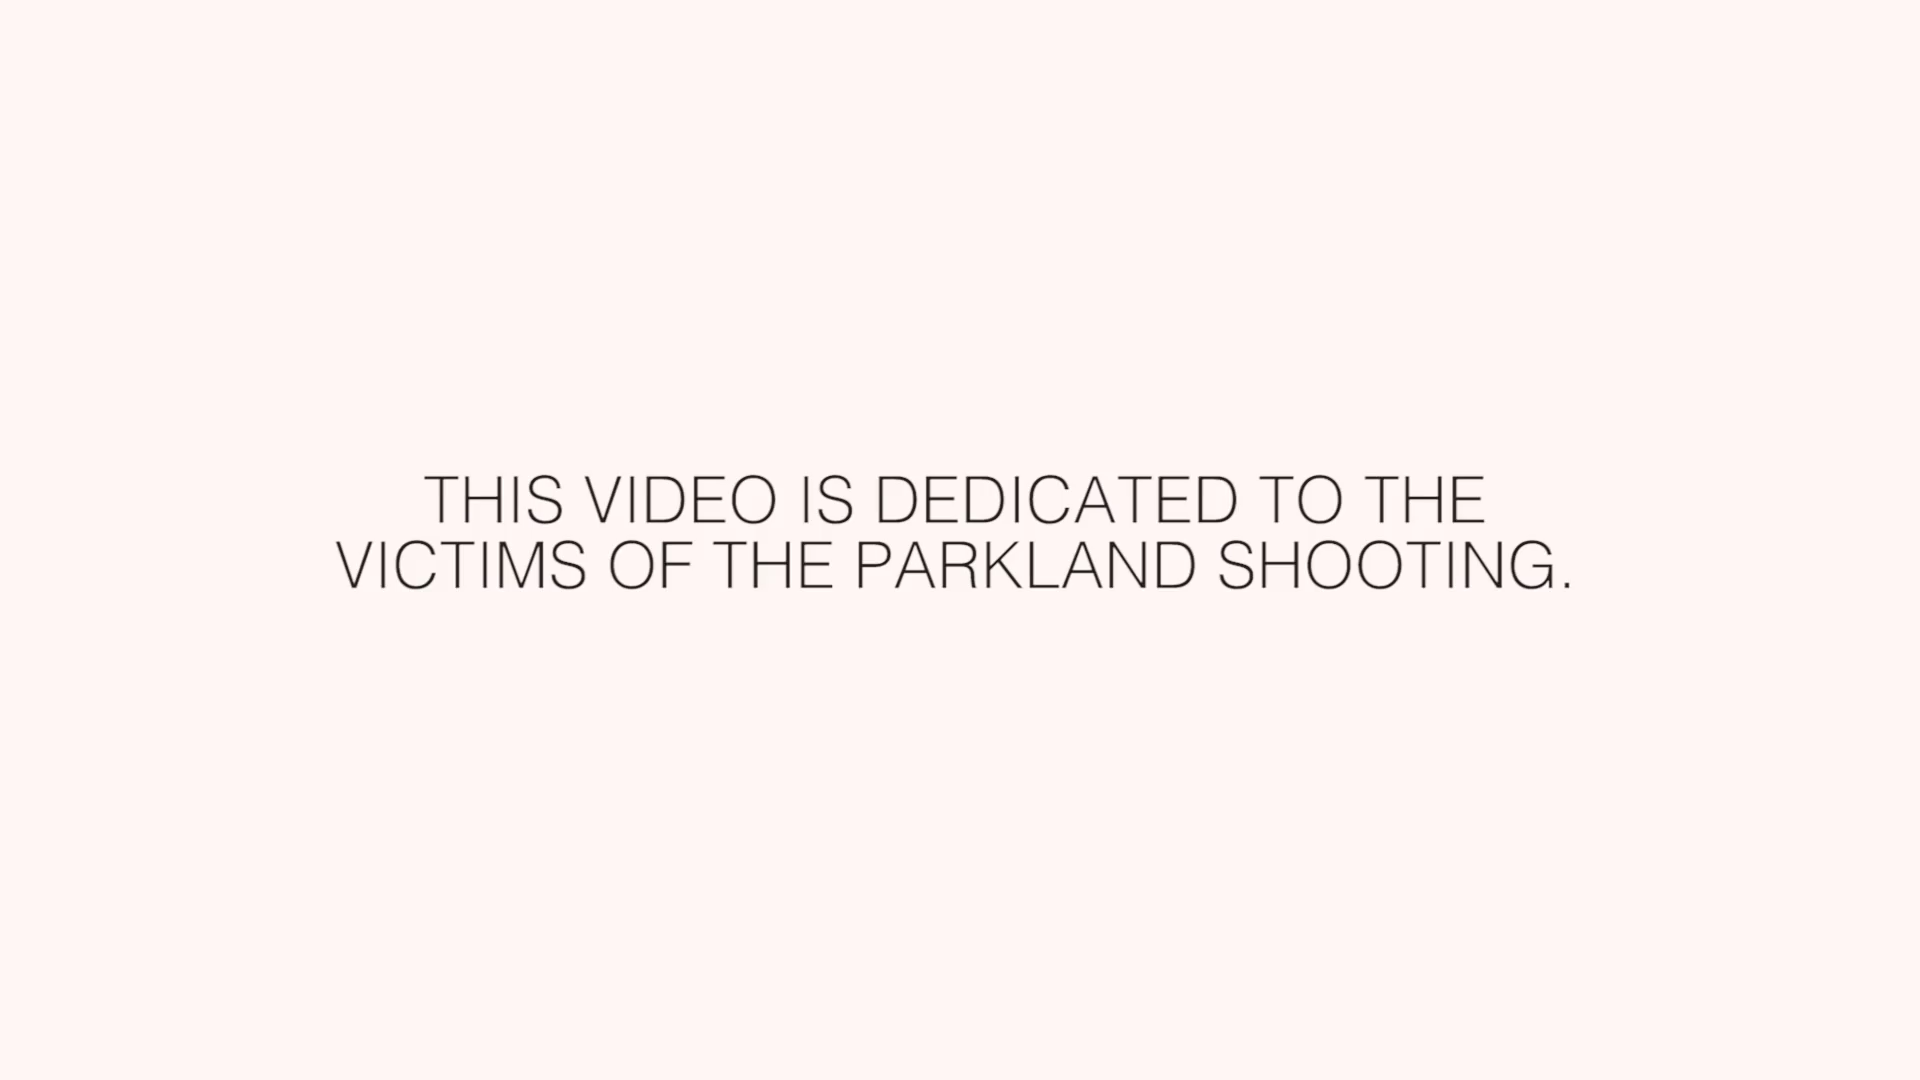 THIS VIDEO IS DEDICATED TO THE
VICTIMS OF THE PARKLAND SHOOTING.